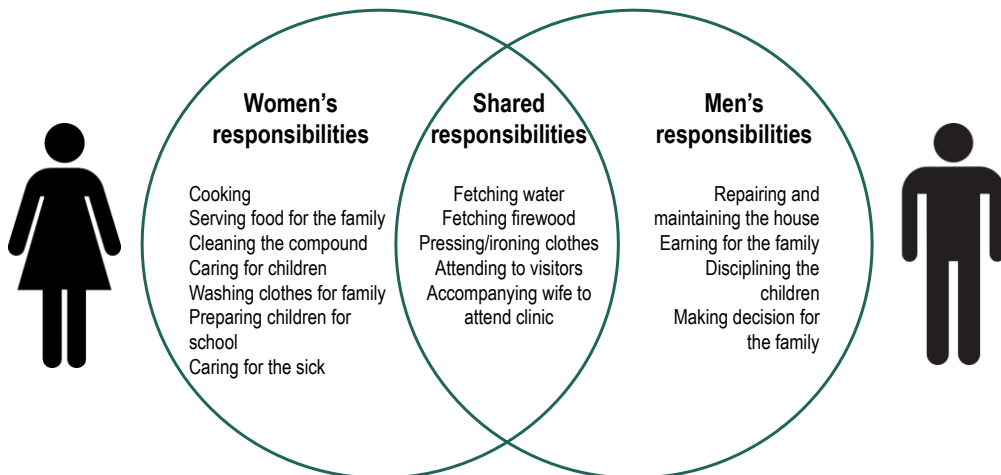 Women’s
responsibilities
Cooking
Serving food for the family
Cleaning the compound
Caring for children
Washing clothes for family
Preparing children for
school
Caring for the sick
Shared
responsibilities
Fetching water
Fetching firewood
Pressing/ironing clothes
Attending to visitors
Accompanying wife to
attend clinic
Men’s
responsibilities
Repairing and
maintaining the house
Earning for the family
Disciplining the
children
Making decision for
the family